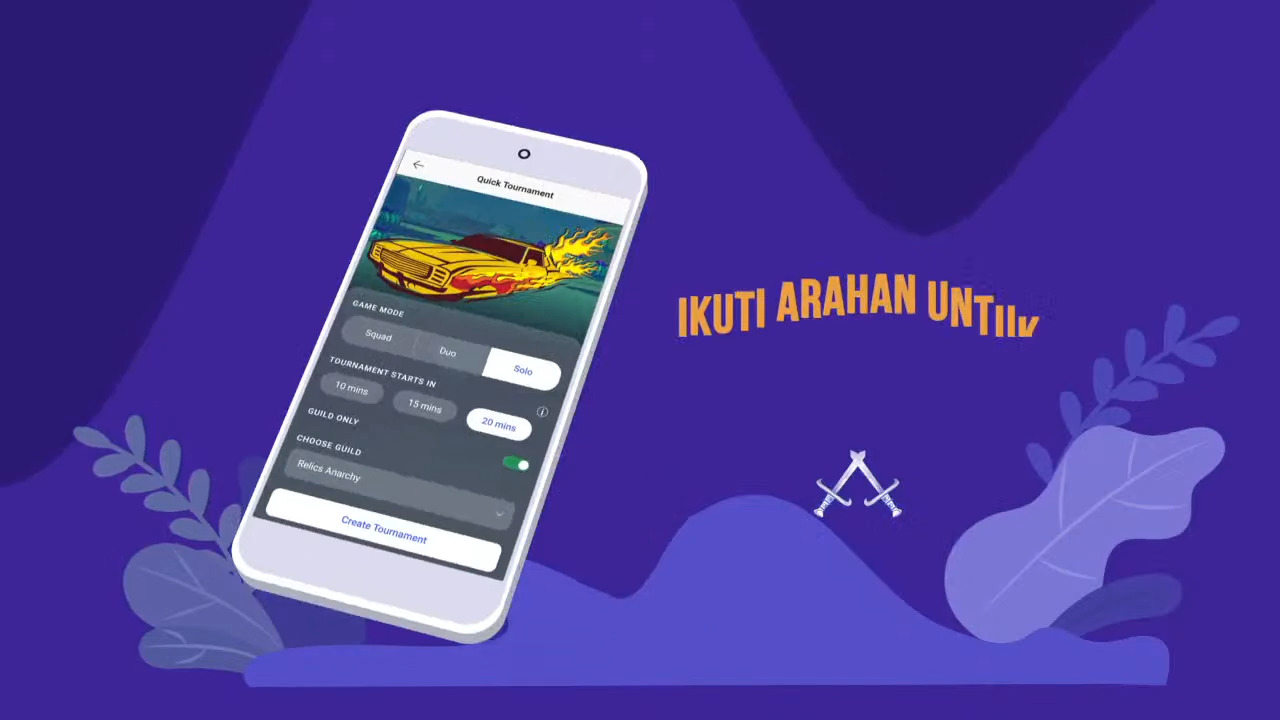 Quick Tournament
GAME MODE
Squad Duo Solo
TOURNAMENT STARTS IN
10 mins 15 mins 20 mins
GUILD ONLY
CHOOSE GUILD
Relics Anarchy
Create Tournament
IKUTI ARAHAN